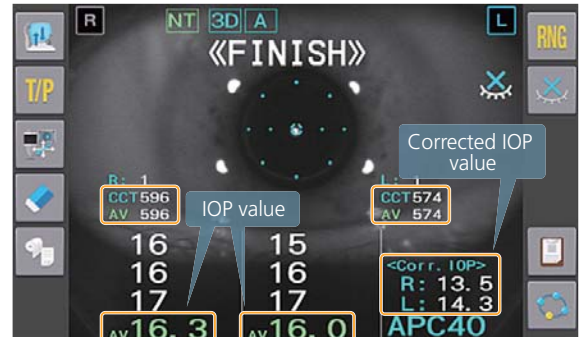 R NT 3D A L
RNG
《FINISH》
T/P
Corrected IOP
value
R: 1 L: 1
CCT596 CCT574
AV 596 AV 574
IOP value
16 15
16 16
17 17
<Corr. IOP>
R: 13.5
L: 14.3
AV16.3 AV16.0 APC40